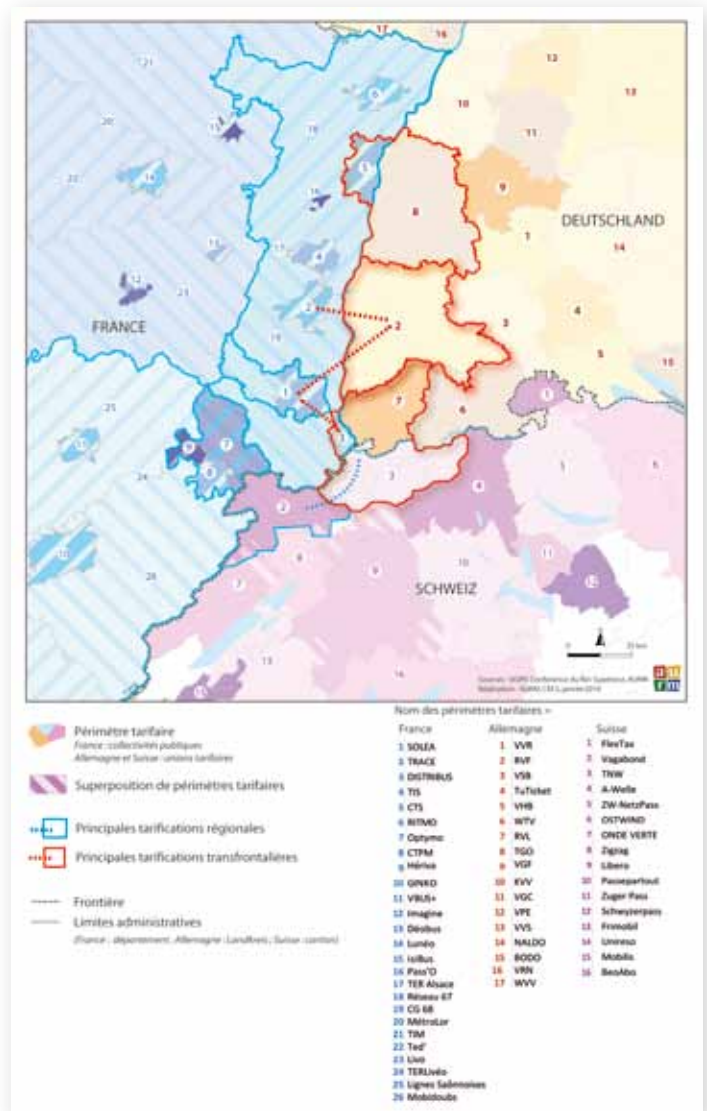 FRANCE
DEUTSCHLAND
SCHWEIZ
Périmètre tarifaire
France : collectivités publiques
Allemagne et Suisse : unions tarifaires
Superposition de périmètres tarifaires
Principales tarifications régionales
Principales tarifications transfrontalières
Frontière
Limites administratives
(France : département, Allemagne : Landkreis ; Suisse : canton)
Nom des périmètres tarifaires
France
1 SOLEA
2 TRACE
3 DISTRIBUS
4 TIS
5 CTS
6 RITMO
7 Optymo
8 CTPM
9 Hériva
10 GINKO
11 VBUS+
12 Imagine
13 Déobus
14 Lunéo
15 IsiBus
16 Pass'O
17 TER Alsace
18 Réseau 67
19 CG 68
20 MétroLor
21 TIM
22 Ted'
23 Livo
24 TERLivéo
25 Lignes Saônoises
26 Mobidoubs
Allemagne
1 VVR
2 RVF
3 VSB
4 TuTicket
5 VHB
6 WTV
7 RVL
8 TGO
9 VGF
10 KVV
11 VGC
12 VPE
13 VVS
14 NALDO
15 BODO
16 VRN
17 WVV
Suisse
1 FlexTax
2 Vagabond
3 TNW
4 A-Welle
5 ZW-NetzPass
6 OSTWIND
7 ONDE VERTE
8 Zigzag
9 Libero
10 Passepartout
11 Zuger Pass
12 Schwyzerpass
13 Frimobil
14 Unireso
15 Mobilis
16 BeoAbo